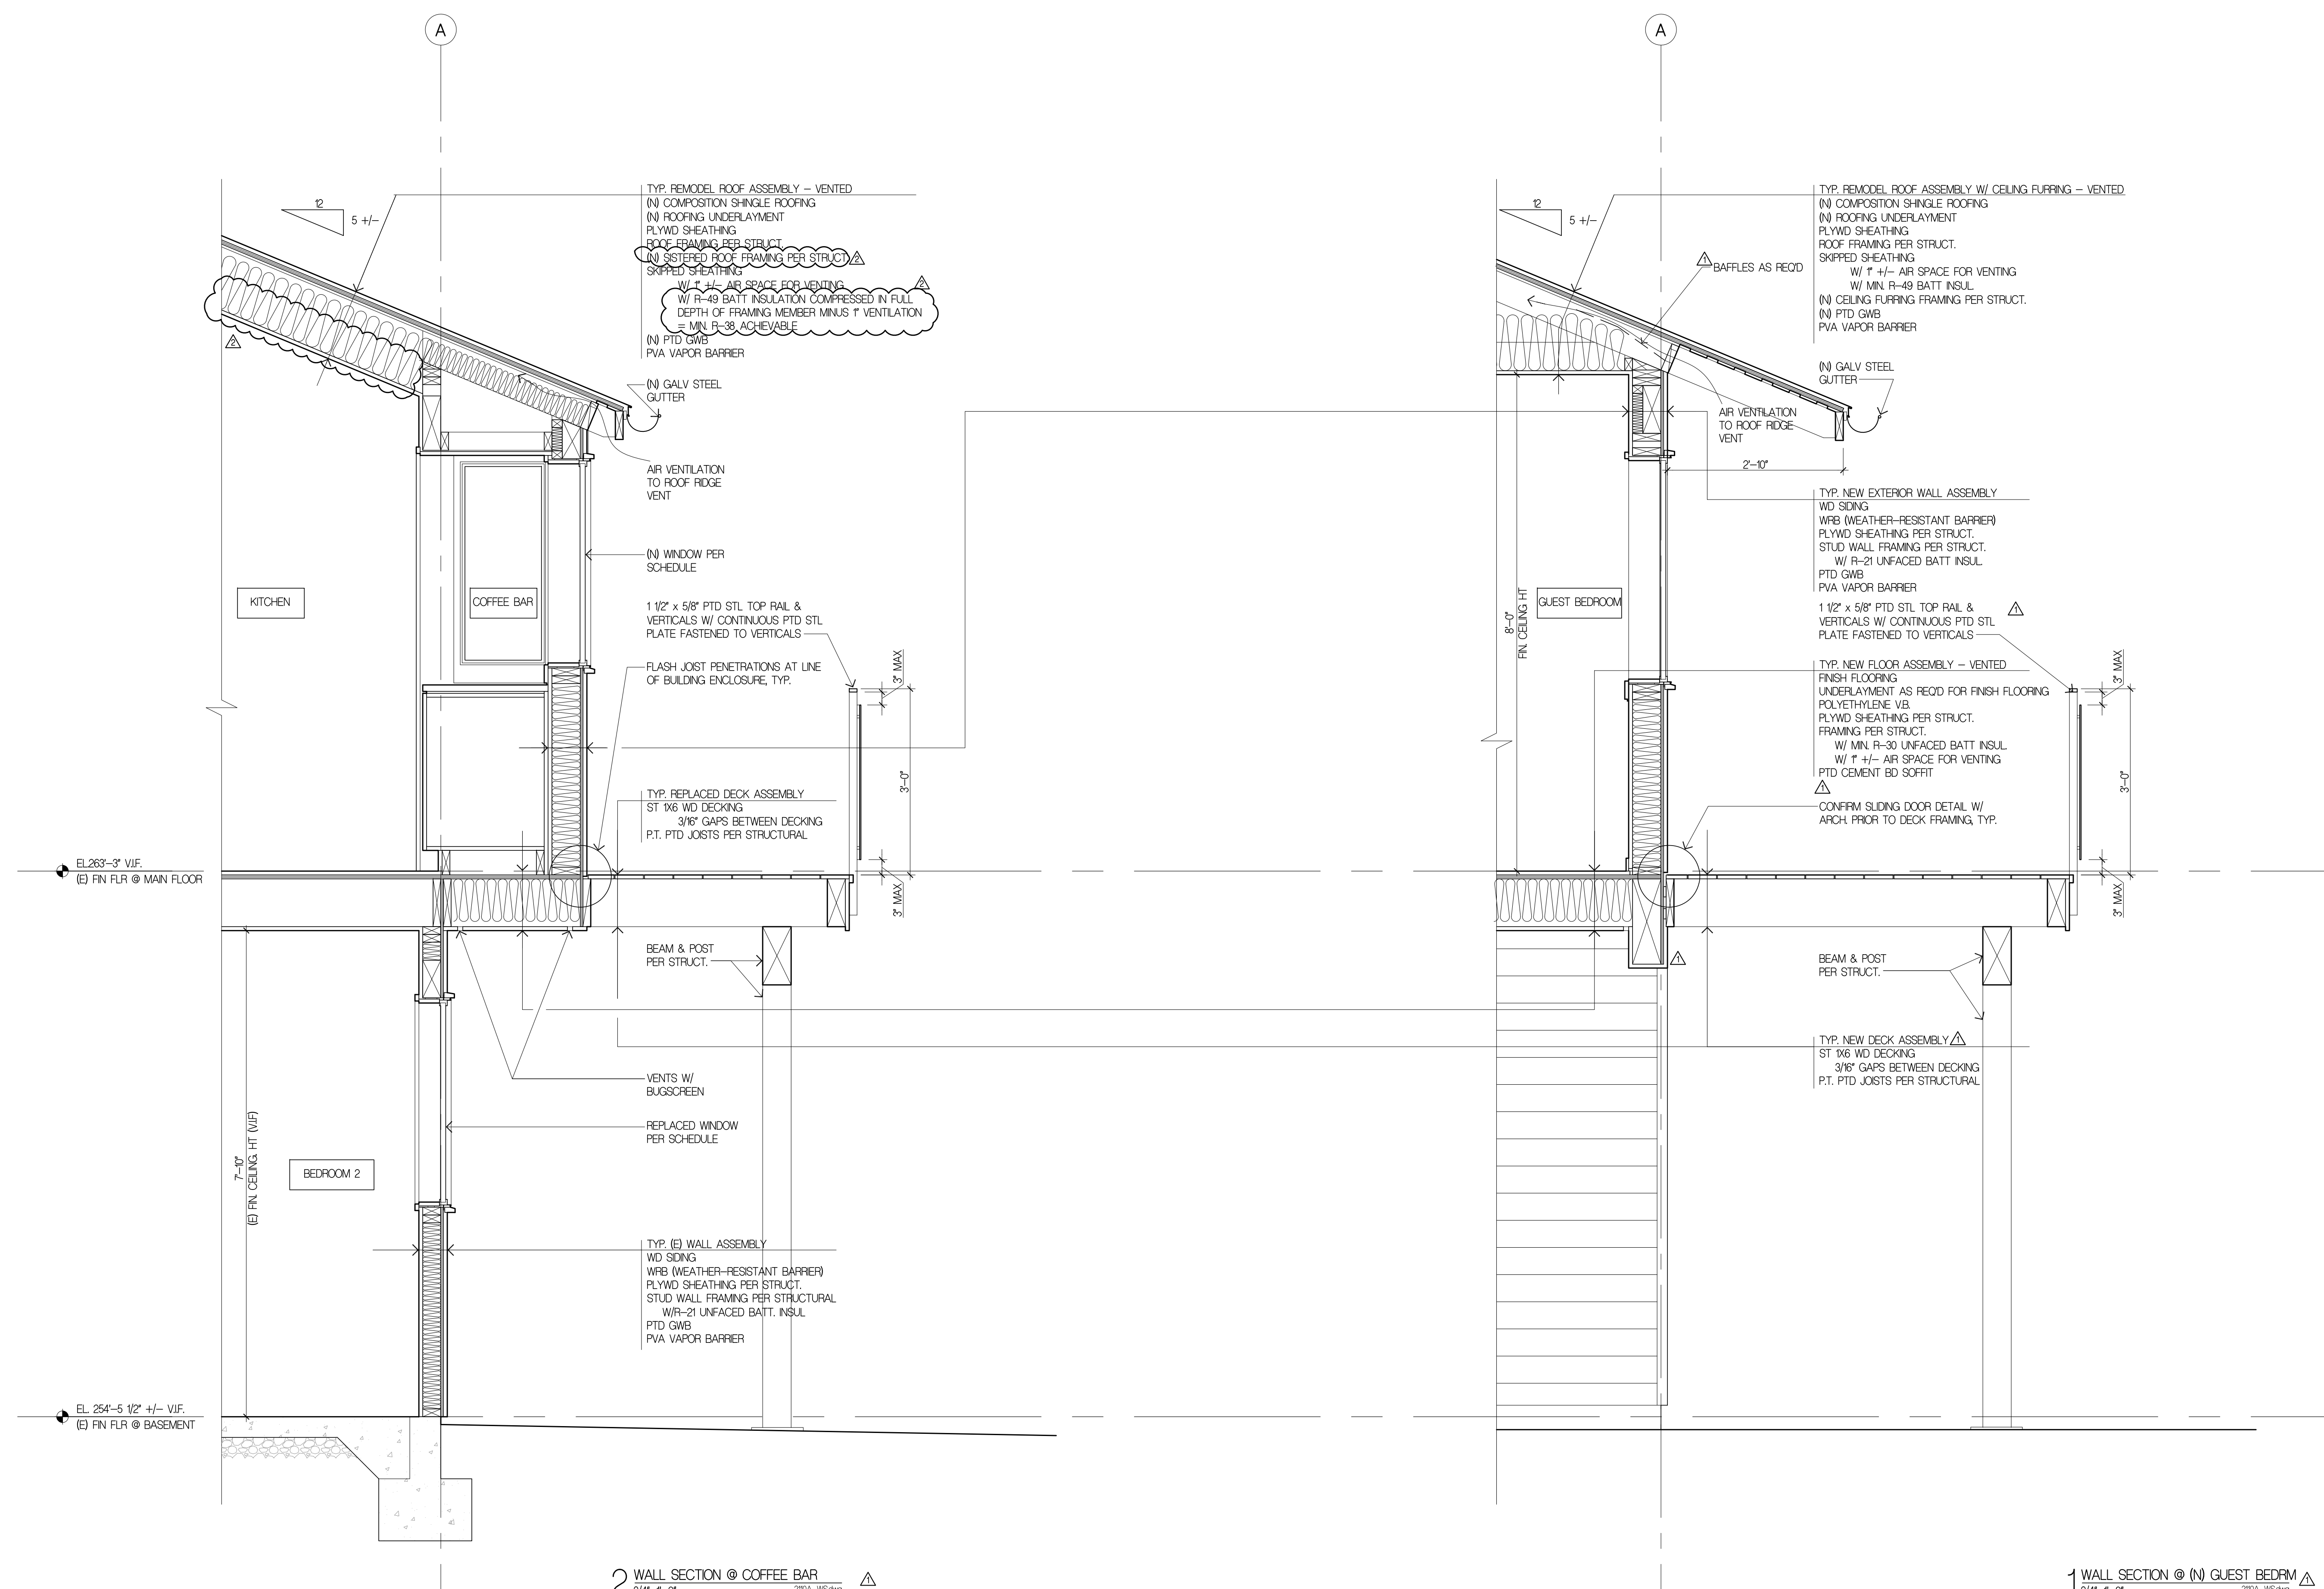 A
A
12
5 +/-
TYP. REMODEL ROOF ASSEMBLY - VENTED
(N) COMPOSITION SHINGLE ROOFING
(N) ROOFING UNDERLAYMENT
PLYWD SHEATHING
ROOF FRAMING PER STRUCT.
(N) SISTERED ROOF FRAMING PER STRUCT. 2
SKIPPED SHEATHING
W/ 1" +/- AIR SPACE FOR VENTING
2
W/ R-49 BATT INSULATION COMPRESSED IN FULL
DEPTH OF FRAMING MEMBER MINUS 1" VENTILATION
= MIN. R-38 ACHIEVABLE
(N) PTD GWB
PVA VAPOR BARRIER
2
(N) GALV STEEL
GUTTER
AIR VENTILATION
TO ROOF RIDGE
VENT
(N) WINDOW PER
SCHEDULE
KITCHEN
COFFEE BAR
1 1/2" x 5/8" PTD STL TOP RAIL &
VERTICALS W/ CONTINUOUS PTD STL
PLATE FASTENED TO VERTICALS
FLASH JOIST PENETRATIONS AT LINE
OF BUILDING ENCLOSURE, TYP.
3" MAX
3'-0"
3" MAX
TYP. REPLACED DECK ASSEMBLY
ST 1X6 WD DECKING
3/16" GAPS BETWEEN DECKING
P.T. PTD JOISTS PER STRUCTURAL
EL.263'-3" V.I.F.
(E) FIN FLR @ MAIN FLOOR
BEAM & POST
PER STRUCT.
VENTS W/
BUGSCREEN
REPLACED WINDOW
PER SCHEDULE
7'-10"
(E) FIN. CEILING. HT (V.I.F)
BEDROOM 2
TYP. (E) WALL ASSEMBLY
WD SIDING
WRB (WEATHER-RESISTANT BARRIER)
PLYWD SHEATHING PER STRUCT.
STUD WALL FRAMING PER STRUCTURAL
W/R-21 UNFACED BATT. INSUL
PTD GWB
PVA VAPOR BARRIER
EL. 254'-5 1/2" +/- V.I.F.
(E) FIN FLR @ BASEMENT
2 WALL SECTION @ COFFEE BAR 1
12
5 +/-
TYP. REMODEL ROOF ASSEMBLY W/ CEILING FURRING - VENTED
(N) COMPOSITION SHINGLE ROOFING
(N) ROOFING UNDERLAYMENT
PLYWD SHEATHING
ROOF FRAMING PER STRUCT.
SKIPPED SHEATHING
W/ 1" +/- AIR SPACE FOR VENTING
W/ MIN. R-49 BATT INSUL.
(N) CEILING FURRING FRAMING PER STRUCT.
(N) PTD GWB
PVA VAPOR BARRIER
1
BAFFLES AS REQ'D
(N) GALV STEEL
GUTTER
AIR VENTILATION
TO ROOF RIDGE
VENT
2'-10"
TYP. NEW EXTERIOR WALL ASSEMBLY
WD SIDING
WRB (WEATHER-RESISTANT BARRIER)
PLYWD SHEATHING PER STRUCT.
STUD WALL FRAMING PER STRUCT.
W/ R-21 UNFACED BATT INSUL.
PTD GWB
PVA VAPOR BARRIER
8'-0"
FIN. CEILING HT
GUEST BEDROOM
1 1/2" x 5/8" PTD STL TOP RAIL & 1
VERTICALS W/ CONTINUOUS PTD STL
PLATE FASTENED TO VERTICALS
TYP. NEW FLOOR ASSEMBLY - VENTED
FINISH FLOORING
UNDERLAYMENT AS REQ'D FOR FINISH FLOORING
POLYETHYLENE V.B.
PLYWD SHEATHING PER STRUCT.
FRAMING PER STRUCT.
W/ MIN. R-30 UNFACED BATT INSUL.
W/ 1" +/- AIR SPACE FOR VENTING
PTD CEMENT BD SOFFIT
1
CONFIRM SLIDING DOOR DETAIL W/
ARCH. PRIOR TO DECK FRAMING, TYP.
3" MAX
3'-0"
3" MAX
1
BEAM & POST
PER STRUCT.
TYP. NEW DECK ASSEMBLY 1
ST 1X6 WD DECKING
3/16" GAPS BETWEEN DECKING
P.T. PTD JOISTS PER STRUCTURAL
1 WALL SECTION @ (N) GUEST BEDRM 1